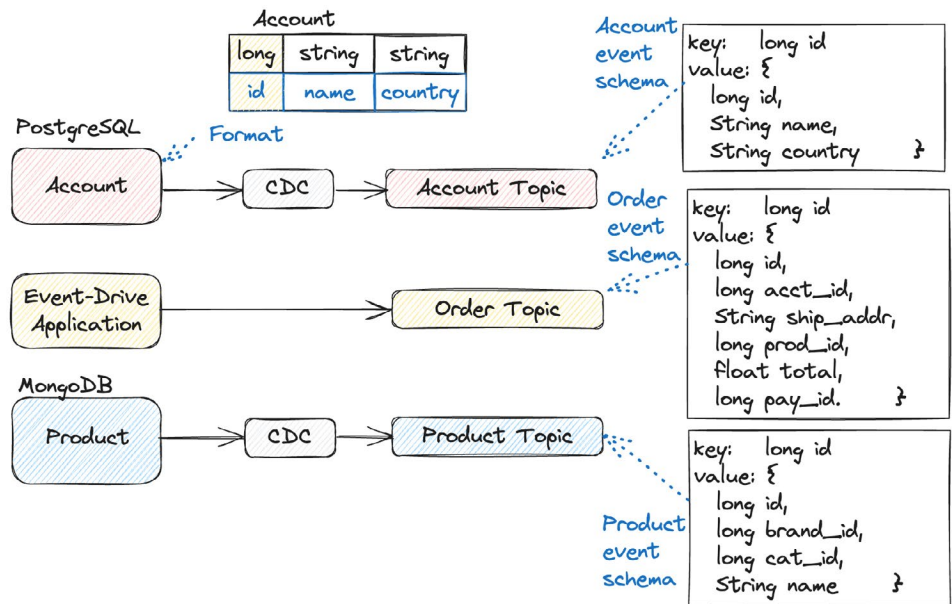 Account
long string string
id name country
PostgreSQL
Format
Account
CDC
Account Topic
Account
event
schema
key: long id
value: {
long id,
String name,
String country }
Event-Drive
Application
Order Topic
Order
event
schema
key: long id
value: {
long id,
long acct_id,
String ship_addr,
long prod_id,
float total,
long pay_id. }
MongoDB
Product
CDC
Product Topic
Product
event
schema
key: long id
value: {
long id,
long brand_id,
long cat_id,
String name }